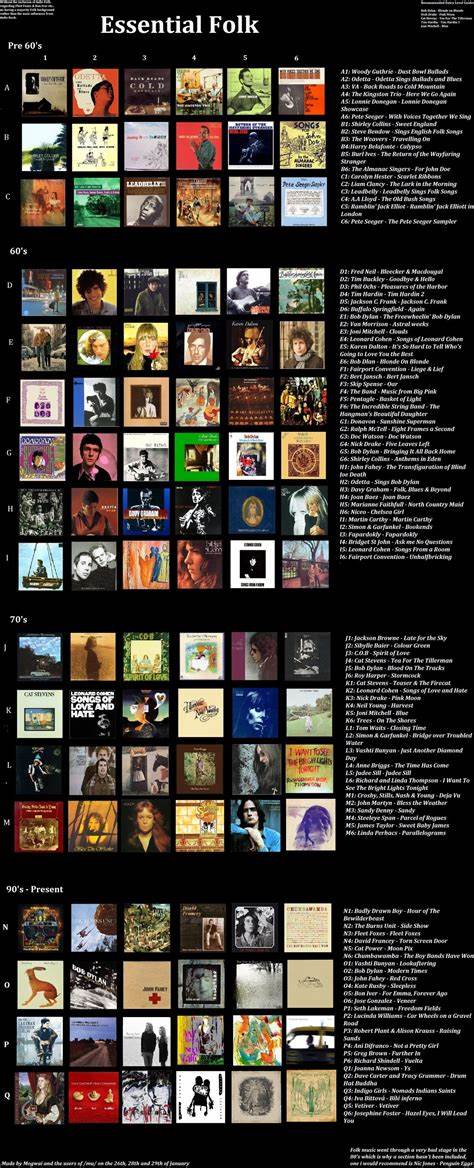 Essential Folk
Recommended Entry Level Guide
Pre 60's
1 2 3 4 5 6
A
B
C
A1: Woody Guthrie - Dust Bowl Ballads
A2: Odetta - Odetta Sings Ballads and Blues
A3: VA - Back Roads to Cold Mountain
A4: The Kingston Trio - Here We Go Again
A5: Lonnie Donegan - Lonnie Donegan
Showcase
A6: Pete Seeger - With Voices Together We Sing
B1: Shirley Collins - Sweet England
B2: Steve Bendow - Sings English Folk Songs
B3: The Weavers - Travelling On
B4: Harry Belafonte - Calypso
B5: Burl Ives - The Return of the Wayfaring
Stranger
B6: The Almanac Singers - For John Doe
C1: Carolyn Hester - Scarlet Ribbons
C2: Liam Clancy - The Lark in the Morning
C3: Leadbelly - Leadbelly Sings Folk Songs
C4: A.A Lloyd - The Old Bush Songs
C5: Ramblin' Jack Elliot - Ramblin' Jack Elliott in
London
C6: Pete Seeger - The Pete Seeger Sampler
60's
D
E
F
G
H
I
D1: Fred Neil - Bleecker & Macdougal
D2: Tim Buckley - Goodbye & Hello
D3: Phil Ochs - Pleasures of the Harbor
D4: Tim Hardin - Tim Hardin 2
D5: Jackson C. Frank - Jackson C. Frank
D6: Buffalo Springfield - Again
E1: Bob Dylan - The Freewheelin' Bob Dylan
E2: Van Morrison - Astral weeks
E3: Joni Mitchell - Clouds
E4: Leonard Cohen - Songs of Leonard Cohen
E5: Karen Dalton - It's So Hard to Tell Who's
Going to Love You the Best
E6: Bob Dlan - Blonde On Blonde
F1: Fairport Convention - Liege & Lief
F2: Bert Jansch - Bert Jansch
F3: Skip Spense - Oar
F4: The Band - Music from Big Pink
F5: Pentagle - Basket of Light
F6: The Incredible String Band - The
Hangman's Beautiful Daughter
G1: Donavon - Sunshine Superman
G2: Ralph McTell - Eight Frames a Second
G3: Doc Watson - Doc Watson
G4: Nick Drake - Five Leaves Left
G5: Bob Dylan - Bringing It All Back Home
G6: Shirley Collins - Anthems in Eden
H1: John Fahey - The Transfiguration of Blind
Joe Death
H2: Odetta - Sings Bob Dylan
H3: Davy Graham - Folk, Blues & Beyond
H4: Joan Baez - Joan Baez
H5: Marianne Faithfull - North Country Maid
H6: Niceo - Chelsea Girl
I1: Martin Carthy - Martin Carthy
I2: Simon & Garfunkel - Bookends
I3: Fapardokly - Fapardokly
I4: Bridget St John - Ask me No Questions
I5: Leonard Cohen - Songs From a Room
I6: Fairport Convention - Unhalfbricking
70's
J
K
L
M
J1: Jackson Browne - Late for the Sky
J2: Sibylle Baier - Colour Green
J3: C.O.B - Spirit of Love
J4: Cat Stevens - Tea For The Tillerman
J5: Bob Dylan - Blood On The Tracks
J6: Roy Harper - Stormcock
K1: Cat Stevens - Teaser & The Firecat
K2: Leonard Cohen - Songs of Love and Hate
K3: Nick Drake - Pink Moon
K4: Neil Young - Harvest
K5: Joni Mitchell - Blue
K6: Trees - On The Shores
L1: Tom Waits - Closing Time
L2: Simon & Garfunkel - Bridge over Troubled
Water
L3: Vashti Bunyan - Just Another Diamond
Day
L4: Anne Briggs - The Time Has Come
L5: Judee Sill - Judee Sill
L6: Richard and Linda Thompson - I Want To
See The Bright Lights Tonight
M1: Crosby, Stills, Nash & Young - Deja Vu
M2: John Martyn - Bless the Weather
M3: Sandy Denny - Sandy
M4: Steeleye Span - Parcel of Rogues
M5: James Taylor - Sweet Baby James
M6: Linda Perhacs - Parallelograms
90's - Present
N
O
P
Q
N1: Badly Drawn Boy - Hour of The
Bewilderbeast
N2: The Burns Unit - Side Show
N3: Fleet Foxes - Fleet Foxes
N4: David Francey - Torn Screen Door
N5: Cat Power - Moon Pix
N6: Chumbawamba - The Boy Bands Have Won
O1: Vashti Bunyan - Lookaftering
O2: Bob Dylan - Modern Times
O3: John Fahey - Red Cross
O4: Kate Rusby - Sleepless
O5: Bon Iver - For Emma, Forever Ago
O6: Jose Gonzalez - Veneer
P1: Seth Lakeman - Freedom Fields
P2: Lucinda Williams - Car Wheels on a Gravel
Road
P3: Robert Plant & Alison Krauss - Raising
Sands
P4: Ani Difranco - Not a Pretty Girl
P5: Greg Brown - Further In
P6: Richard Shindell - Vuelta
Q1: Joanna Newsom - Ys
Q2: Dave Carter and Tracy Grammer - Drum
Hat Buddha
Q3: Indigo Girls - Nomads Indians Saints
Q4: Iva Bittová - Bílé inferno
Q5: Vetiver - Vetiver
Q6: Josephine Foster - Hazel Eyes, I Will Lead
You
Folk music went through a very bad stage in the
80's which is why a section hasn't been included,
one i would recommend is Nic Jones - Penguin Eggs
Made by Mogwai and the users of /mu/ on the 26th, 28th and 29th of January